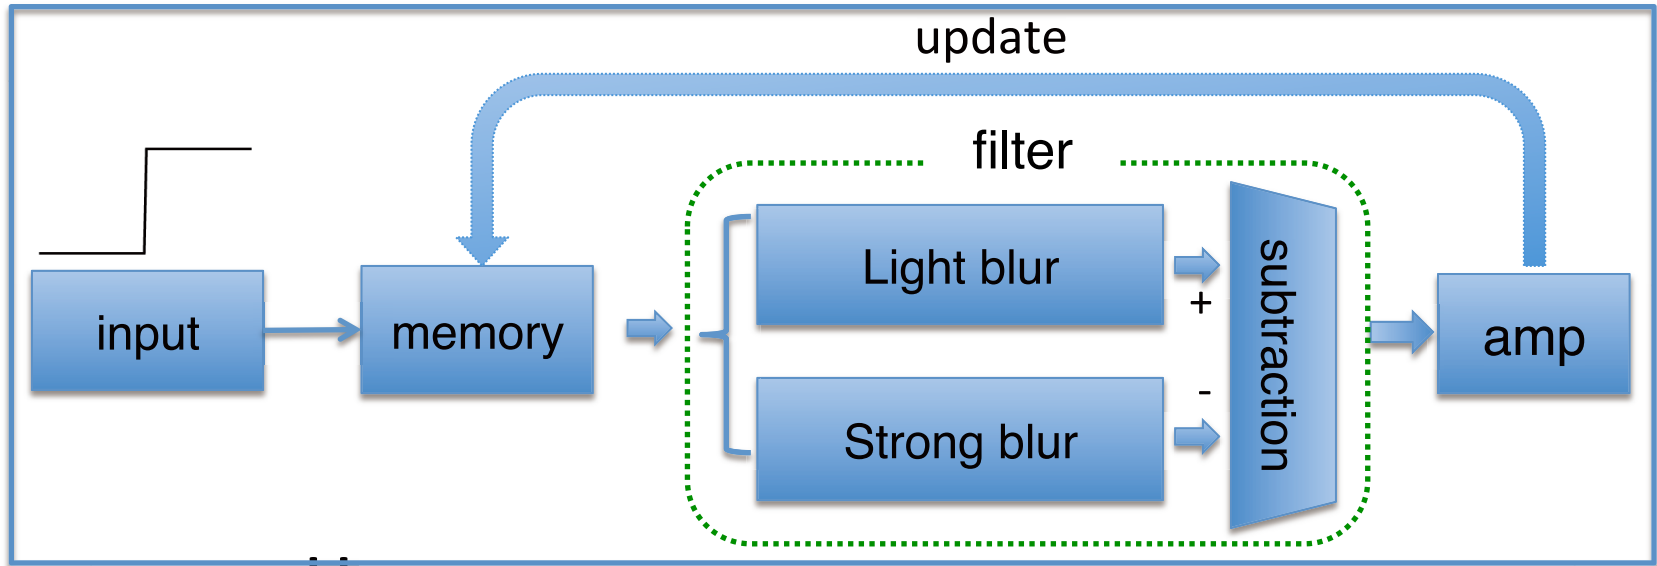 update
filter
input
memory
Light blur
+
-
Strong blur
subtraction
amp